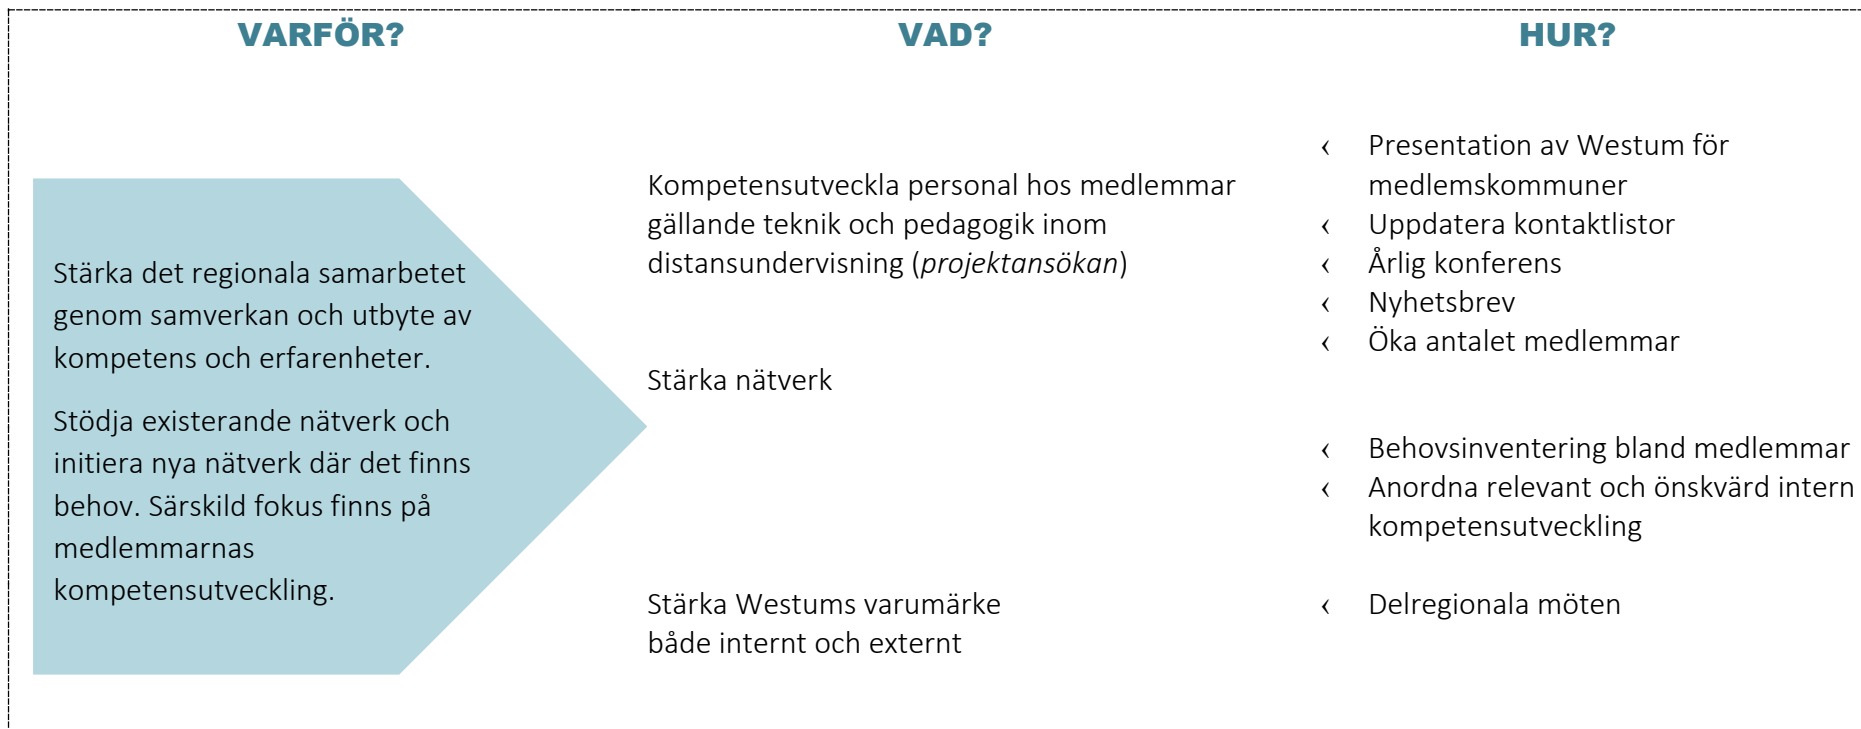 VARFÖR?
VAD?
HUR?
Stärka det regionala samarbetet
genom samverkan och utbyte av
kompetens och erfarenheter.
Stödja existerande nätverk och
initiera nya nätverk där det finns
behov. Särskild fokus finns på
medlemmarnas
kompetensutveckling.
Kompetensutveckla personal hos medlemmar
gällande teknik och pedagogik inom
distansundervisning (projektansökan)
Stärka nätverk
Stärka Westums varumärke
både internt och externt
‹ Presentation av Westum för
medlemskommuner
‹ Uppdatera kontaktlistor
‹ Årlig konferens
‹ Nyhetsbrev
‹ Öka antalet medlemmar
‹ Behovsinventering bland medlemmar
‹ Anordna relevant och önskvärd intern
kompetensutveckling
‹ Delregionala möten